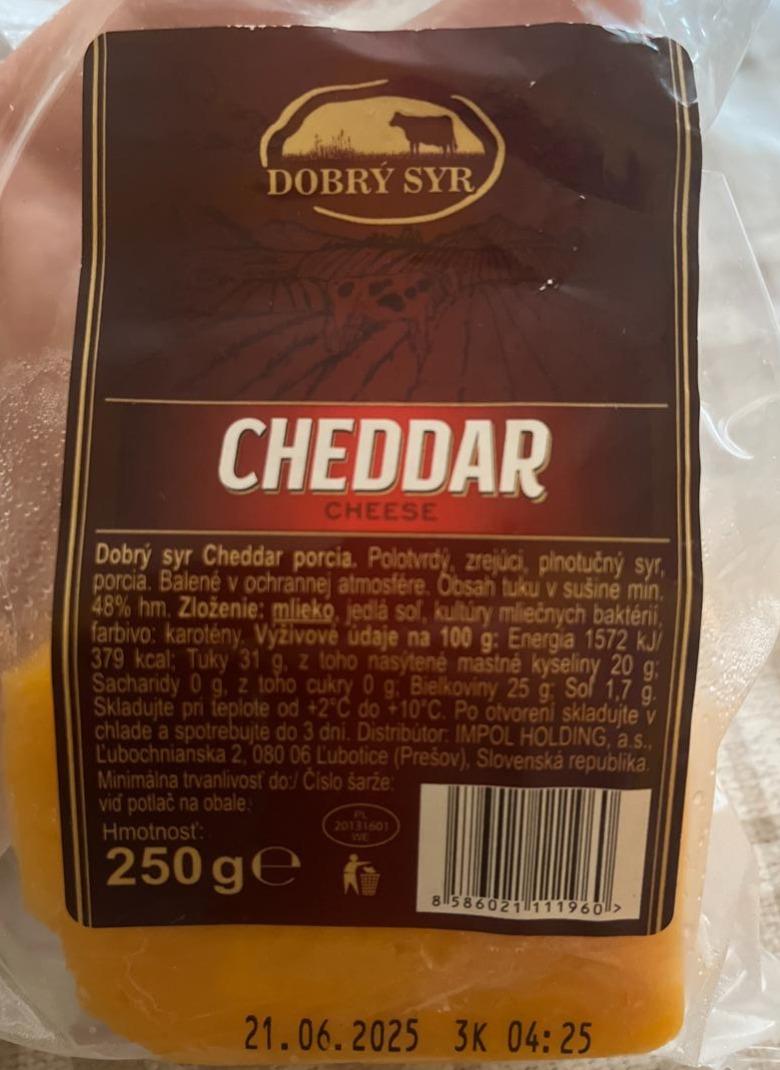 DOBRÝ SYR
CHEDDAR
CHEESE
Dobrý syr Cheddar porcia. Polotvrdý, zrejúci, plnotučný syr,
porcia. Balené v ochrannej atmosfére. Obsah tuku v sušine min.
48% hm. Zloženie: mlieko, jedlá soľ, kultúry mliečnych baktérií,
farbivo: karotény. Výživové údaje na 100 g: Energia 1572 kJ/
379 kcal; Tuky 31 g, z toho nasýtené mastné kyseliny 20 g;
Sacharidy 0 g, z toho cukry 0 g; Bielkoviny 25 g; Soľ 1,7 g.
Skladujte pri teplote od +2°C do +10°C. Po otvorení skladujte v
chlade a spotrebujte do 3 dní. Distribútor: IMPOL HOLDING, a.s.,
Ľubochnianska 2, 080 06 Ľubotice (Prešov), Slovenská republika.
Minimálna trvanlivosť do:/ Číslo šarže:
viď potlač na obale.
Hmotnosť:
250 g ℮
PL
20131601
WE
8 586021 111960 >
21.06.2025 3K 04:25